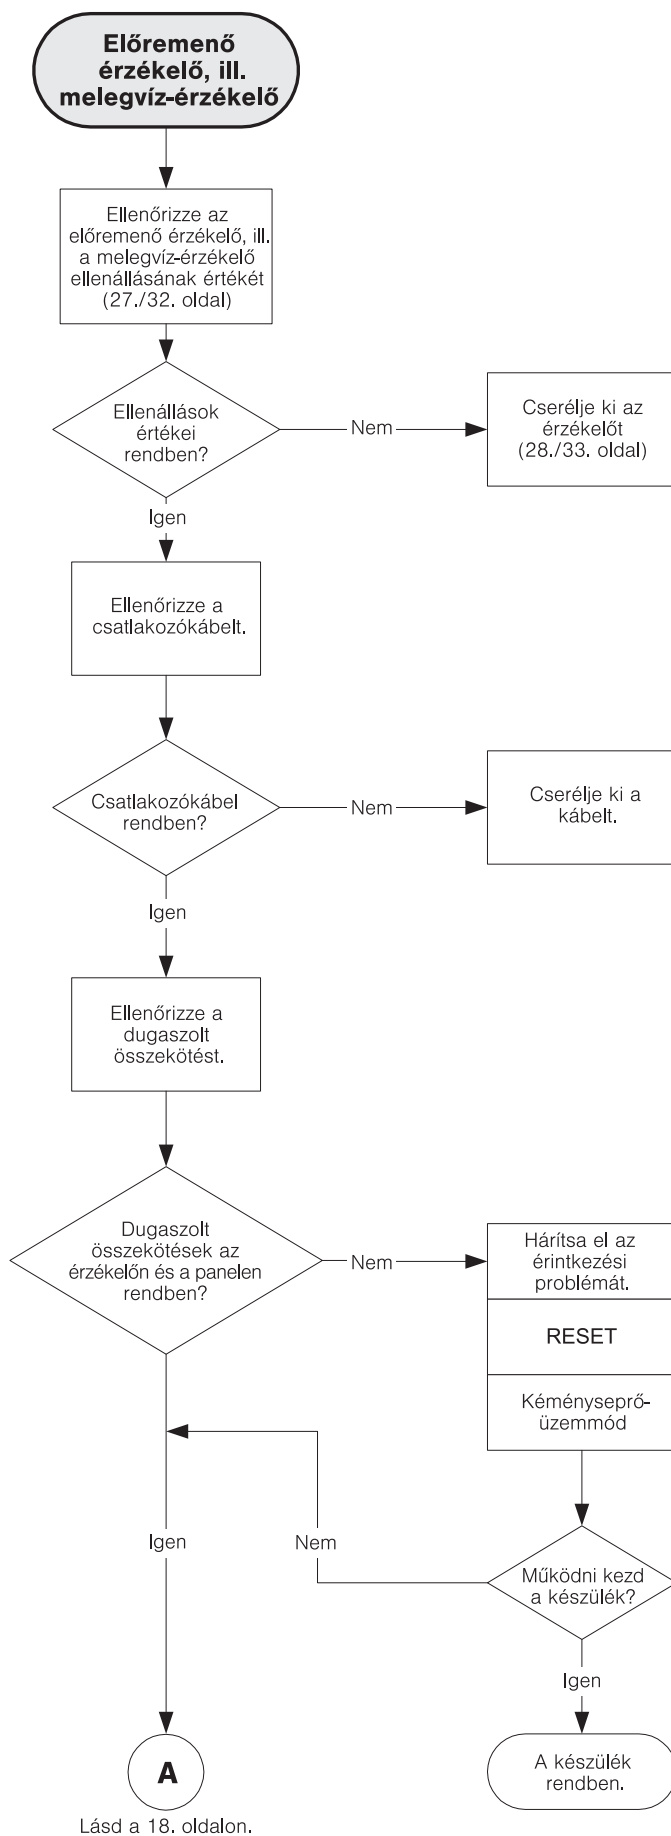 Előremenő
érzékelő, ill.
melegvíz-érzékelő
Ellenőrizze az
előremenő érzékelő, ill.
a melegvíz-érzékelő
ellenállásának értékét
(27./32. oldal)
Ellenállások
értékei
rendben?
Nem
Cserélje ki az
érzékelőt
(28./33. oldal)
Igen
Ellenőrizze a
csatlakozókábelt.
Csatlakozókábel
rendben?
Nem
Cserélje ki a
kábelt.
Igen
Ellenőrizze a
dugaszolt
összekötést.
Dugaszolt
összekötések az
érzékelőn és a panelen
rendben?
Nem
Hárítsa el az
érintkezési
problémát.
RESET
Kéményseprő-
üzemmód
Igen
Nem
Működni kezd
a készülék?
Igen
A
A készülék
rendben.
Lásd a 18. oldalon.